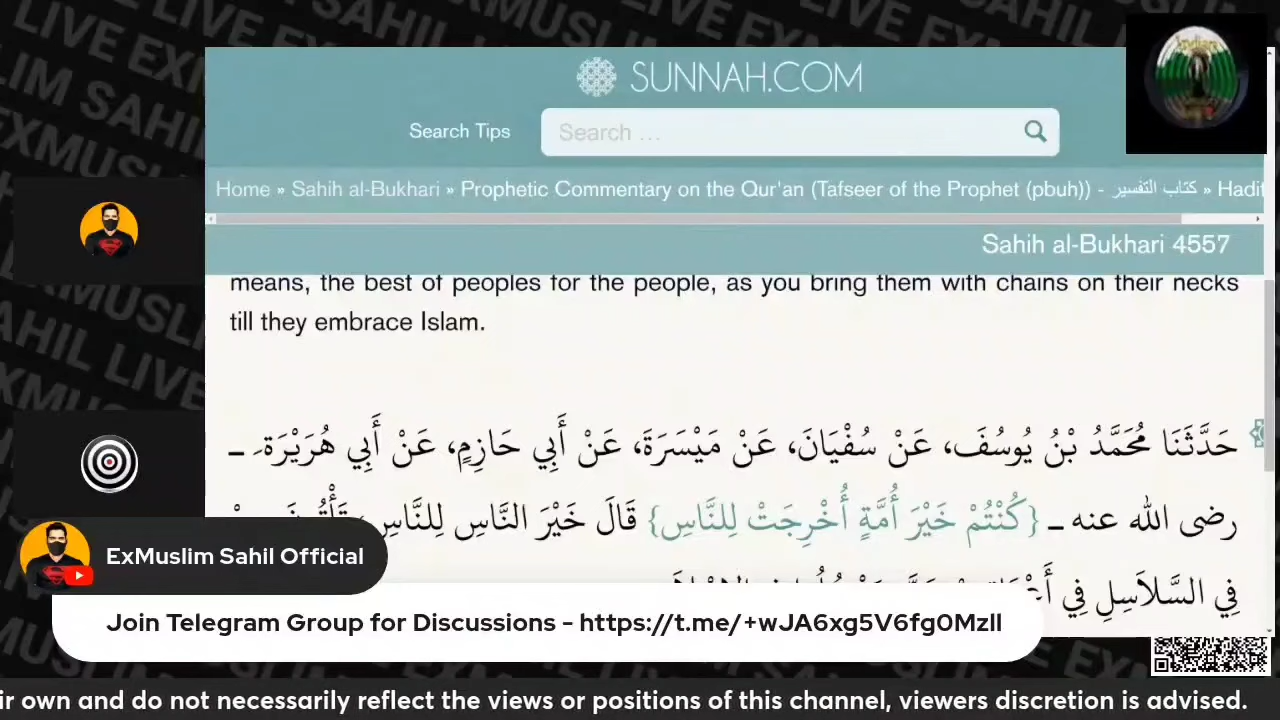 SUNNAH.COM
Search Tips
Search ...
Home » Sahih al-Bukhari » Prophetic Commentary on the Qur'an (Tafseer of the Prophet (pbuh)) - كتاب التفسير »
Sahih al-Bukhari 4557
means, the best of peoples for the people, as you bring them with chains on their necks
till they embrace Islam.
حَدَّثَنَا مُحَمَّدُ بْنُ يُوسُفَ، عَنْ سُفْيَانَ، عَنْ مَيْسَرَةَ، عَنْ أَبِي حَازِمٍ، عَنْ أَبِي هُرَيْرَةَ ـ
رضى الله عنه ـ {كُنْتُمْ خَيْرَ أُمَّةٍ أُخْرِجَتْ لِلنَّاسِ} قَالَ خَيْرَ النَّاسِ لِلنَّاسِ،
فِي السَّلاَسِلِ فِي
ExMuslim Sahil Official
Join Telegram Group for Discussions - https://t.me/+wJA6xg5V6fg0MzII
ir own and do not necessarily reflect the views or positions of this channel, viewers discretion is advised.